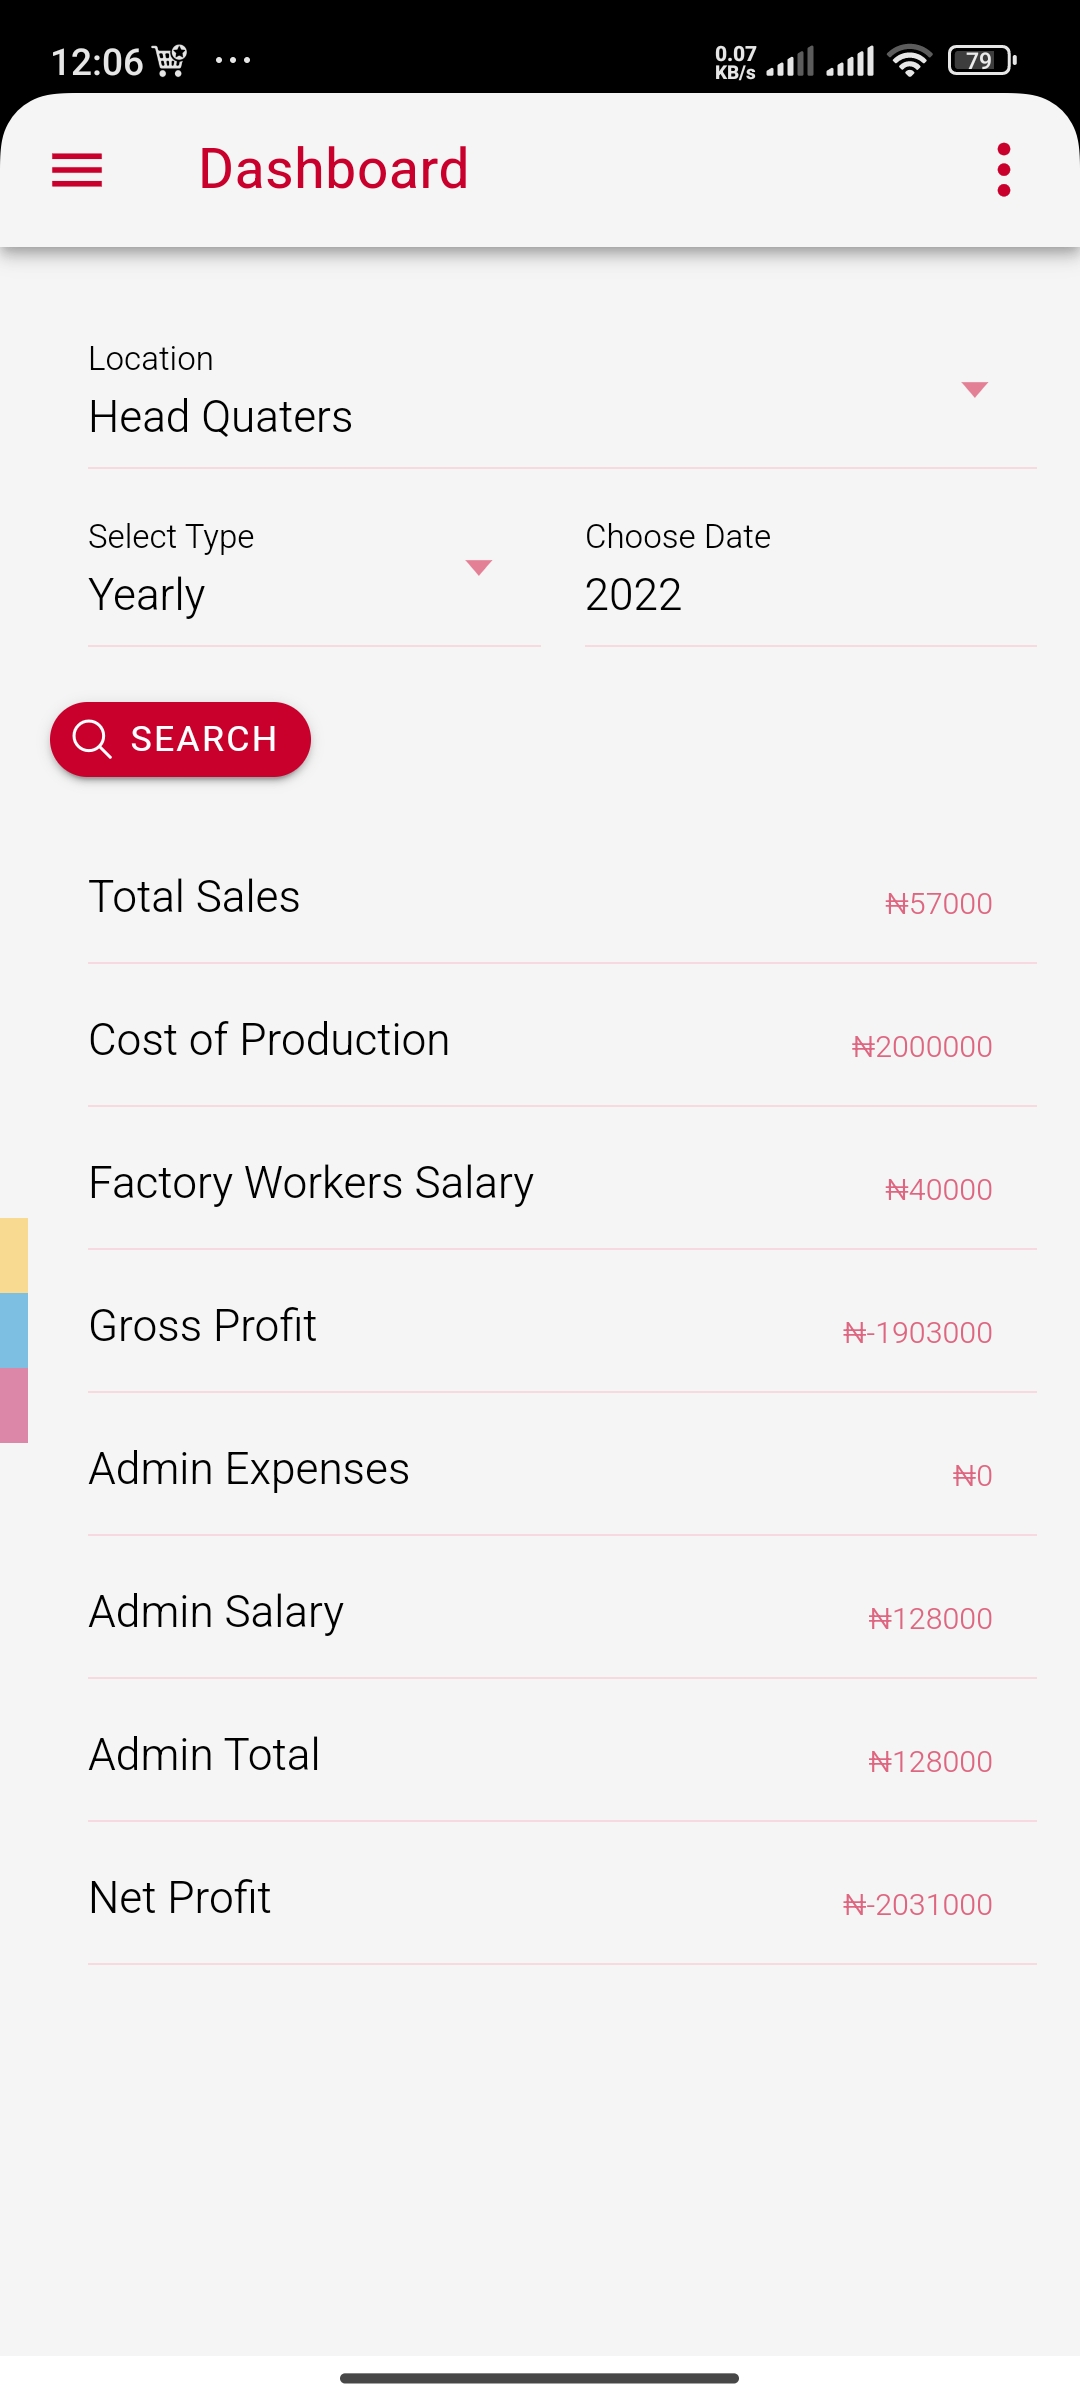 12:06
0.07
KB/s
79
Dashboard
Location
Head Quaters
Select Type
Choose Date
Yearly
2022
SEARCH
Total Sales
₦57000
Cost of Production
₦2000000
Factory Workers Salary
₦40000
Gross Profit
₦-1903000
Admin Expenses
₦0
Admin Salary
₦128000
Admin Total
₦128000
Net Profit
₦-2031000